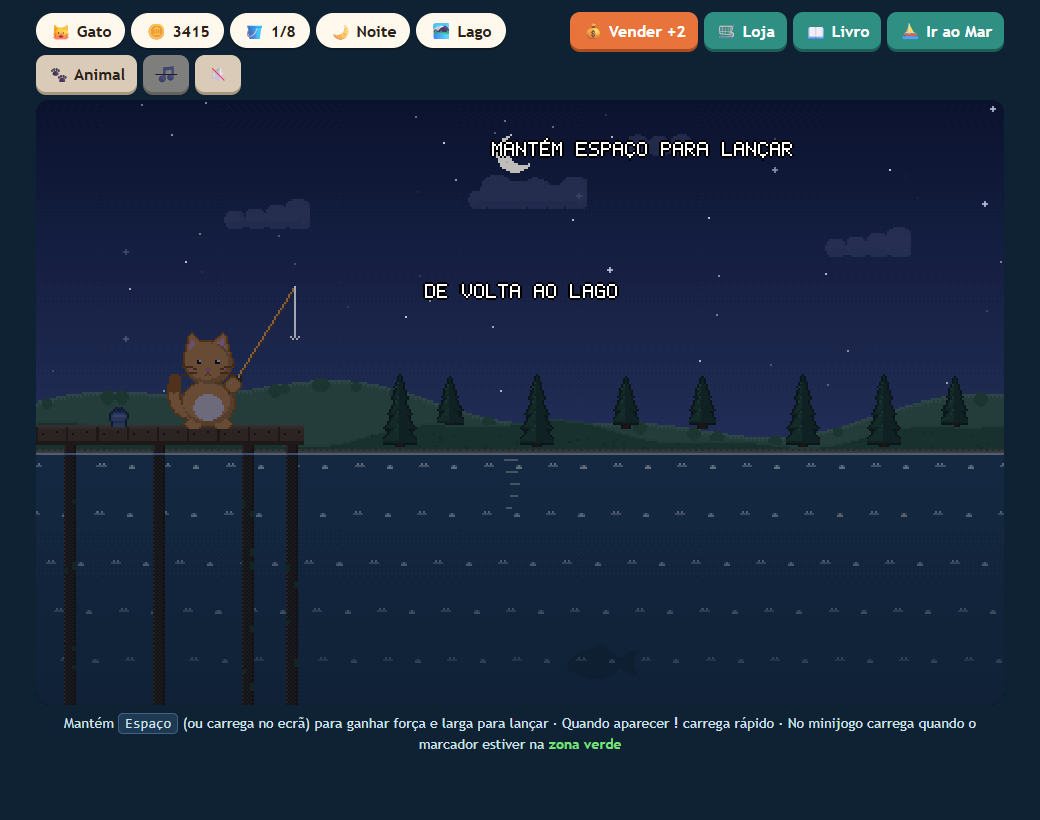 Gato
3415
1/8
Noite
Lago
Vender +2
Loja
Livro
Ir ao Mar
Animal
MANTÉM ESPAÇO PARA LANÇAR
DE VOLTA AO LAGO
Mantém Espaço (ou carrega no ecrã) para ganhar força e larga para lançar · Quando aparecer ! carrega rápido · No minijogo carrega quando o
marcador estiver na zona verde